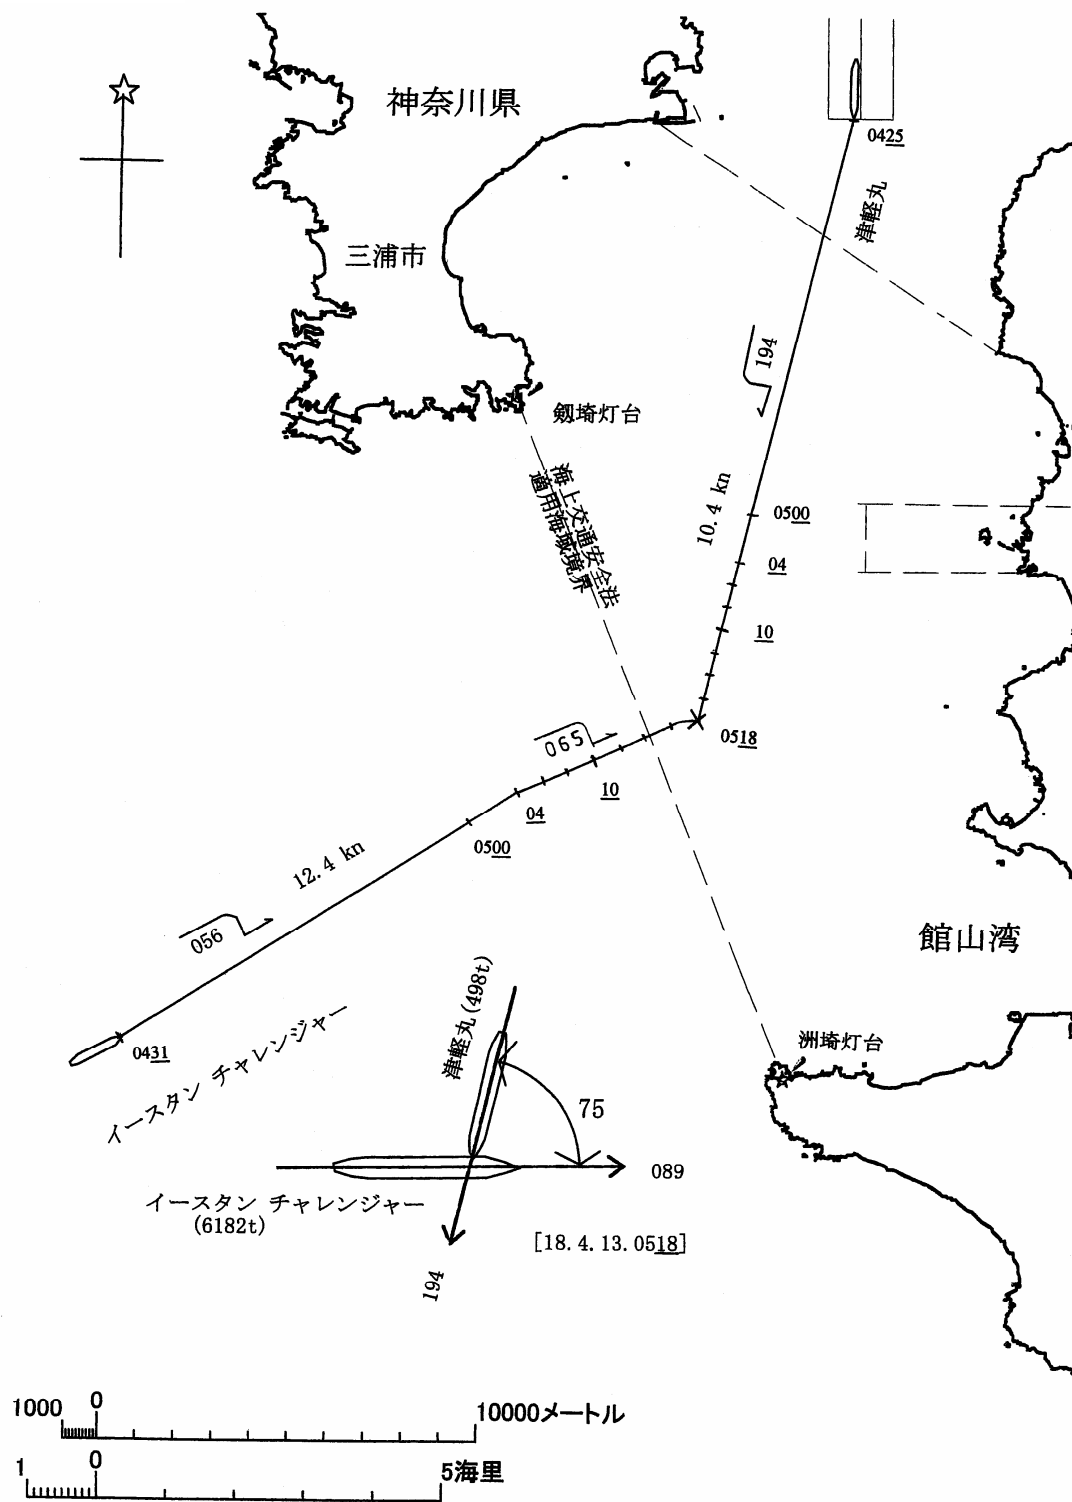 神奈川県
0425
津軽丸
三浦市
194
剱埼灯台
海上交通安全法
適用海域境界
10.4 kn
0500
04
10
0518
065
10
04
0500
12.4 kn
056
0431
イースタン チャレンジャー
館山湾
洲埼灯台
津軽丸(498t)
75
089
イースタン チャレンジャー
(6182t)
[18.4.13.0518]
194
1000 0 10000メートル
1 0 5海里